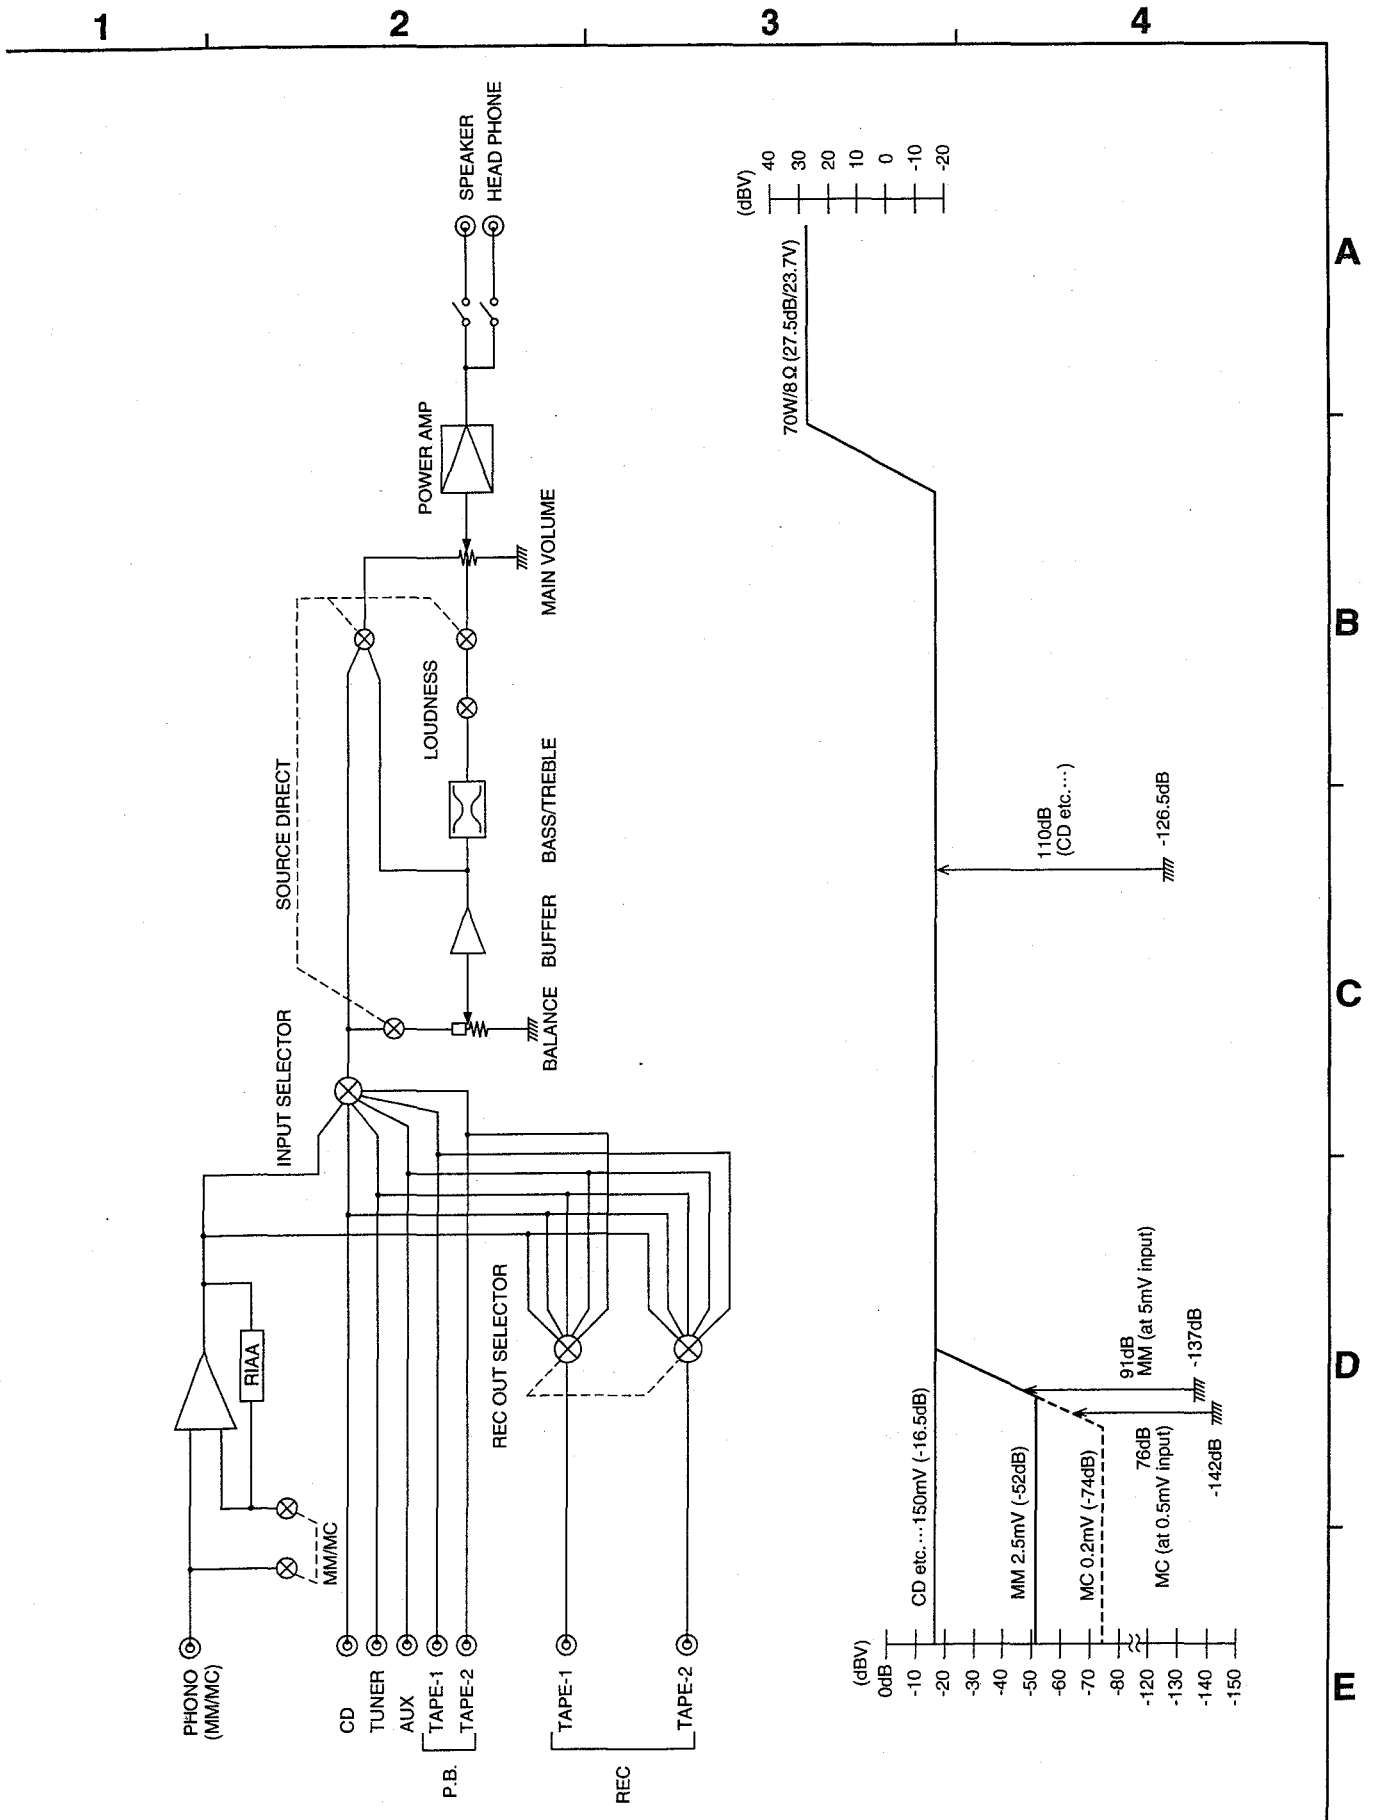 1
2
3
4
A
B
C
D
E
PHONO
(MM/MC)
CD
TUNER
AUX
TAPE-1
TAPE-2
P.B.
TAPE-1
TAPE-2
REC
MM/MC
RIAA
INPUT SELECTOR
REC OUT SELECTOR
SOURCE DIRECT
BALANCE
BUFFER
BASS/TREBLE
LOUDNESS
MAIN VOLUME
POWER AMP
SPEAKER
HEAD PHONE
(dBV)
0dB
-10
-20
-30
-40
-50
-60
-70
-80
-120
-130
-140
-150
CD etc.…150mV (-16.5dB)
MM 2.5mV (-52dB)
MC 0.2mV (-74dB)
76dB
MC (at 0.5mV input)
-142dB
91dB
MM (at 5mV input)
-137dB
110dB
(CD etc.…)
-126.5dB
70W/8Ω (27.5dB/23.7V)
(dBV)
40
30
20
10
0
-10
-20